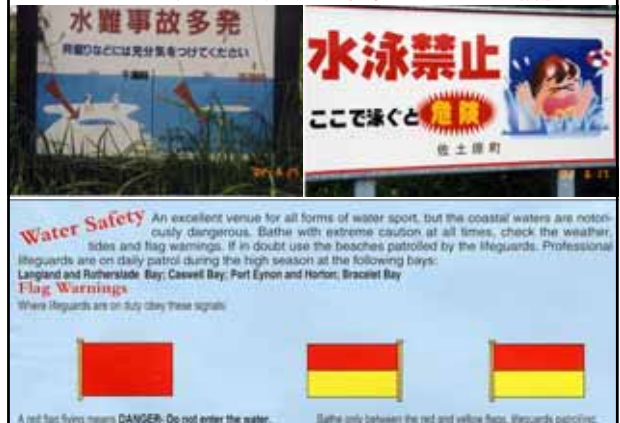 水難事故多発
貝堀りなどには充分気をつけてください
干潮時
水泳禁止
ここで泳ぐと危険
佐土原町
Water Safety An excellent venue for all forms of water sport, but the coastal waters are notori-
ously dangerous. Bathe with extreme caution at all times, check the weather,
tides and flag warnings. If in doubt use the beaches patrolled by the lifeguards. Professional
lifeguards are on daily patrol during the high season at the following bays:
Langland and Rotherslade Bay; Caswell Bay; Port Eynon and Horton; Bracelet Bay
Flag Warnings
Where lifeguards are on duty obey these signals:
A red flag flying means DANGER- Do not enter the water.
Bathe only between the red and yellow flags, lifeguards patrolling.